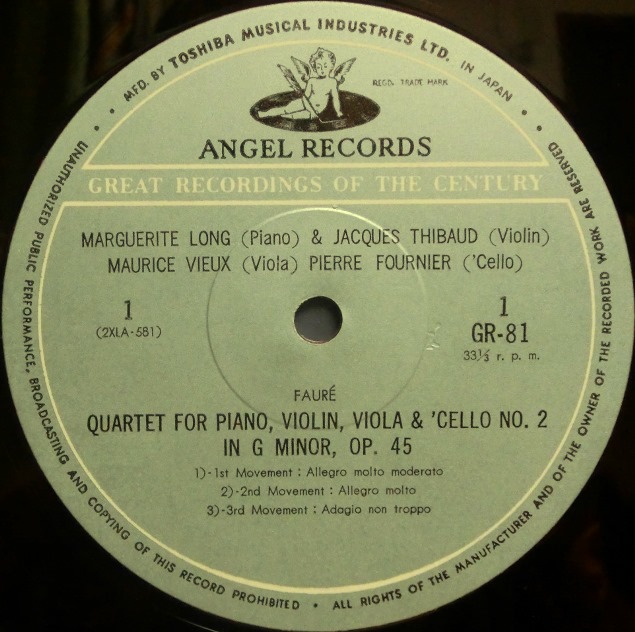 MFD. BY TOSHIBA MUSICAL INDUSTRIES LTD. IN JAPAN
REGD. TRADE MARK
ANGEL RECORDS
GREAT RECORDINGS OF THE CENTURY
MARGUERITE LONG (Piano) & JACQUES THIBAUD (Violin)
MAURICE VIEUX (Viola) PIERRE FOURNIER ('Cello)
1
(2XLA-581)
1
GR-81
33⅓ r. p. m.
FAURÉ
QUARTET FOR PIANO, VIOLIN, VIOLA & 'CELLO NO. 2
IN G MINOR, OP. 45
1)-1st Movement : Allegro molto moderato
2)-2nd Movement : Allegro molto
3)-3rd Movement : Adagio non troppo
UNAUTHORIZED PUBLIC PERFORMANCE, BROADCASTING AND COPYING OF THIS RECORD PROHIBITED • ALL RIGHTS OF THE MANUFACTURER AND OF THE OWNER OF THE RECORDED WORK ARE RESERVED